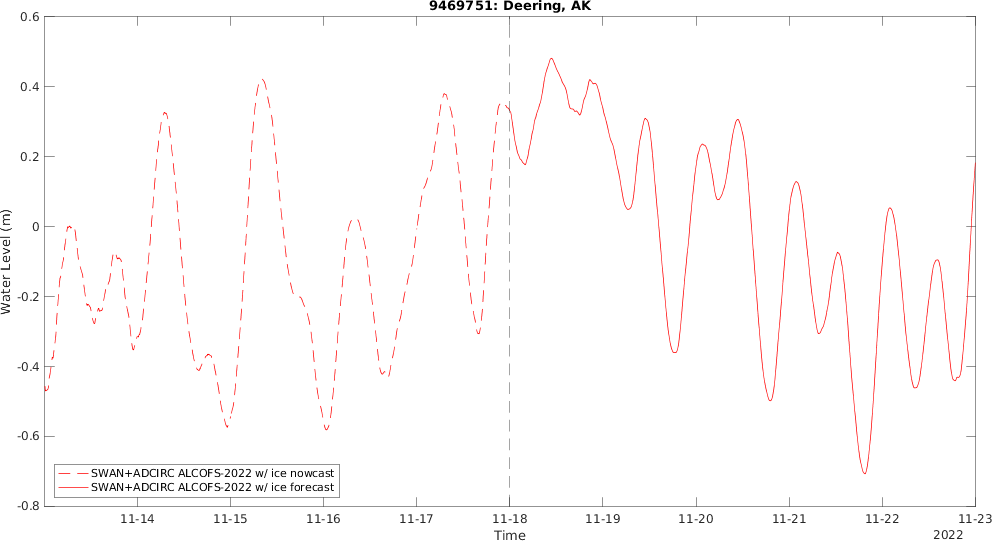 9469751: Deering, AK
0.6
0.4
0.2
0
-0.2
-0.4
-0.6
-0.8
Water Level (m)
SWAN+ADCIRC ALCOFS-2022 w/ ice nowcast
SWAN+ADCIRC ALCOFS-2022 w/ ice forecast
11-14 11-15 11-16 11-17 11-18 11-19 11-20 11-21 11-22 11-23
Time
2022